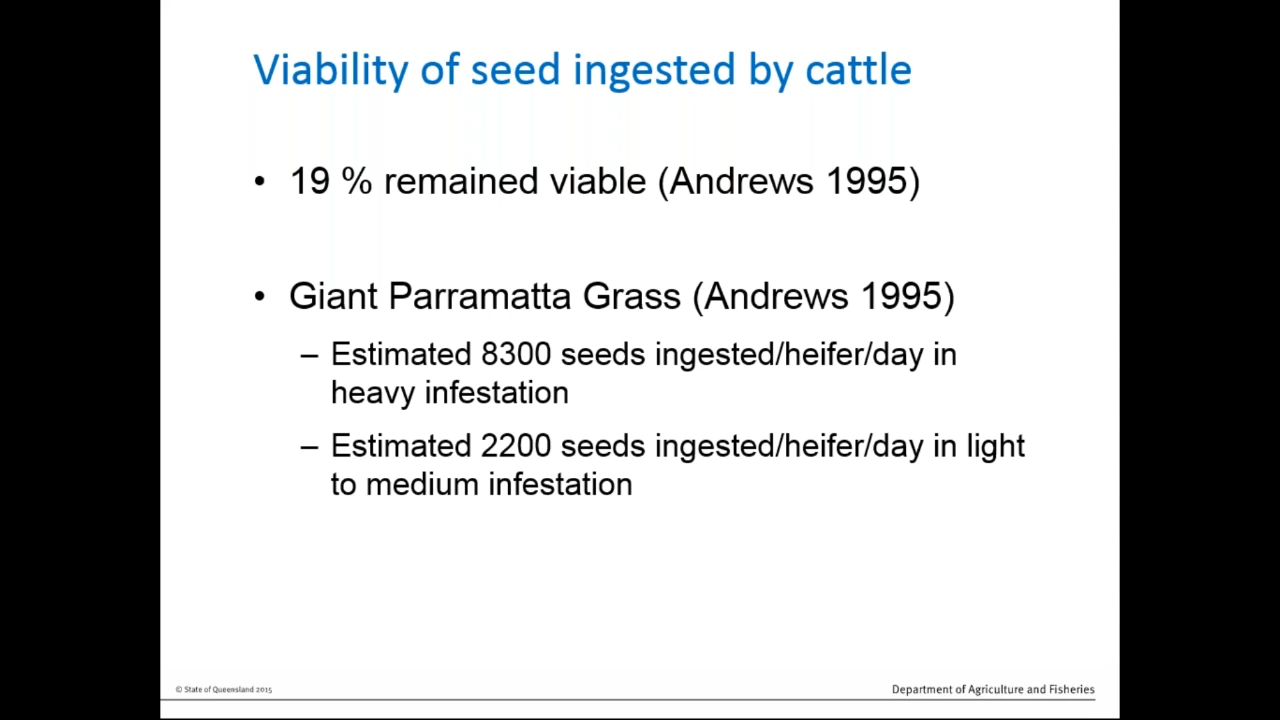 Viability of seed ingested by cattle
• 19 % remained viable (Andrews 1995)
• Giant Parramatta Grass (Andrews 1995)
– Estimated 8300 seeds ingested/heifer/day in
heavy infestation
– Estimated 2200 seeds ingested/heifer/day in light
to medium infestation
© State of Queensland 2015
Department of Agriculture and Fisheries